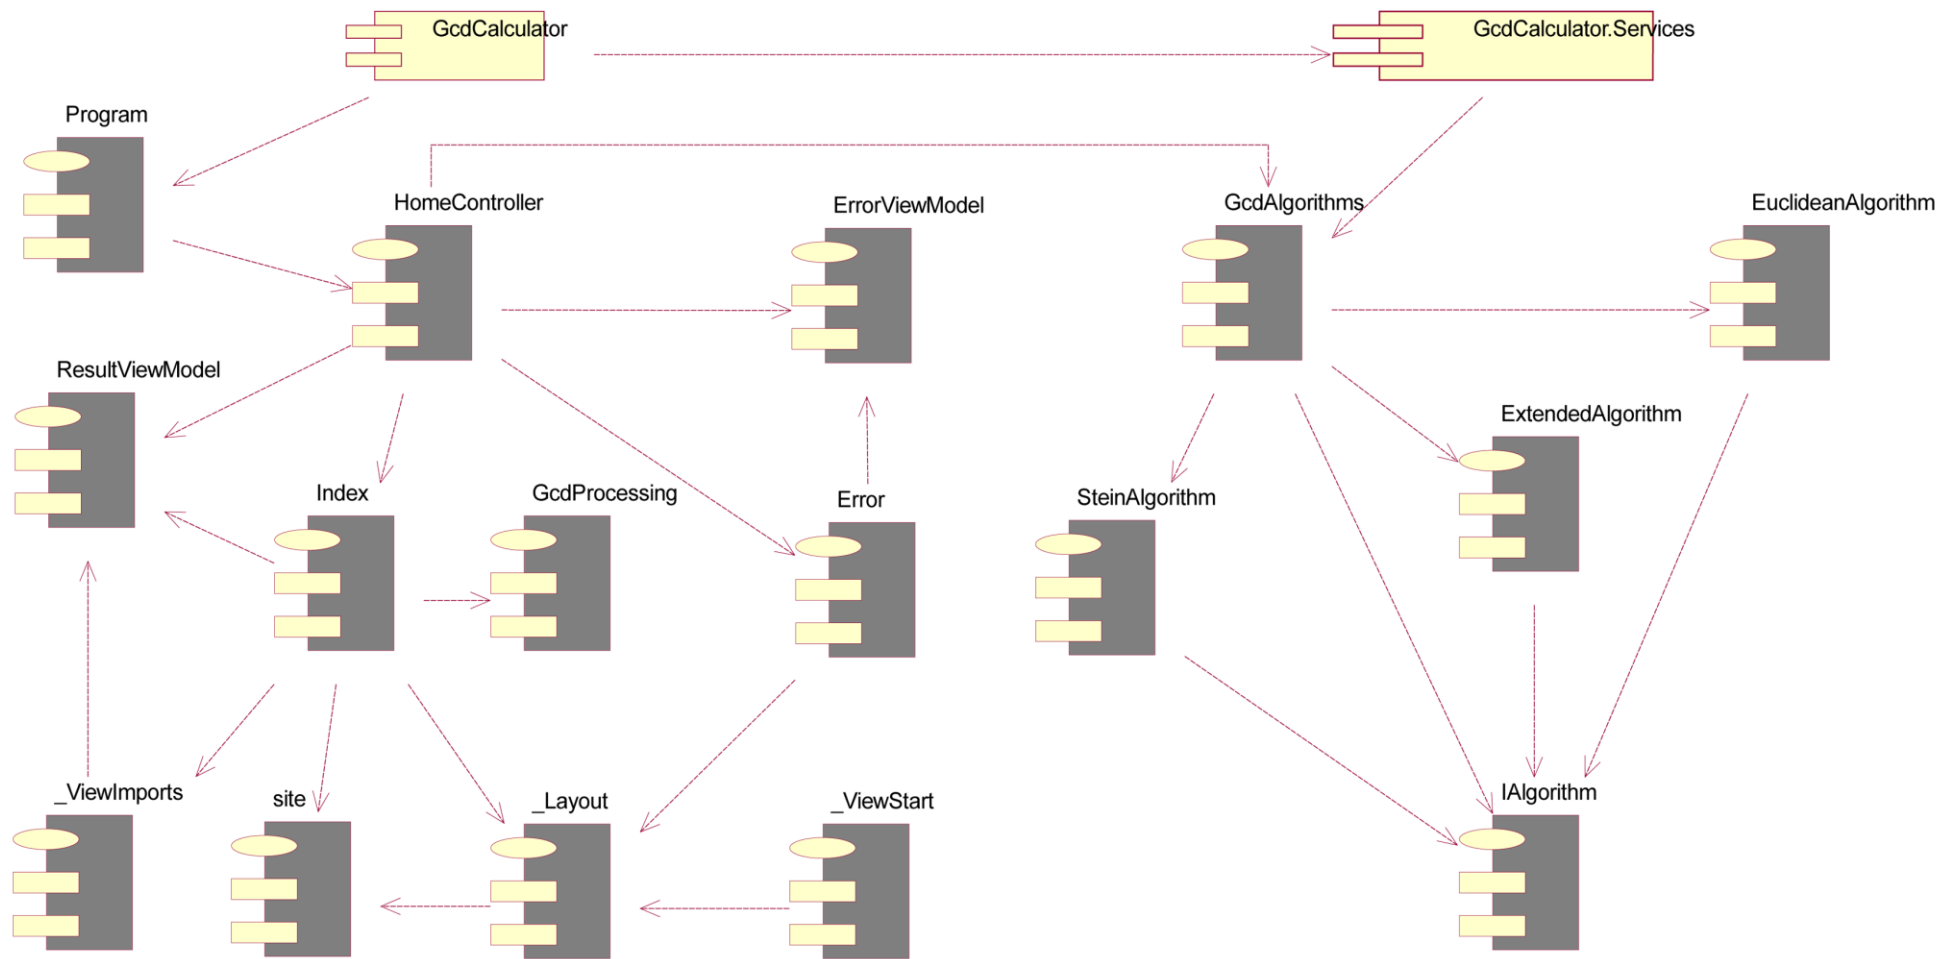 GcdCalculator
GcdCalculator.Services
Program
HomeController
ErrorViewModel
GcdAlgorithms
EuclideanAlgorithm
ResultViewModel
ExtendedAlgorithm
Index
GcdProcessing
Error
SteinAlgorithm
_ViewImports
site
_Layout
_ViewStart
IAlgorithm